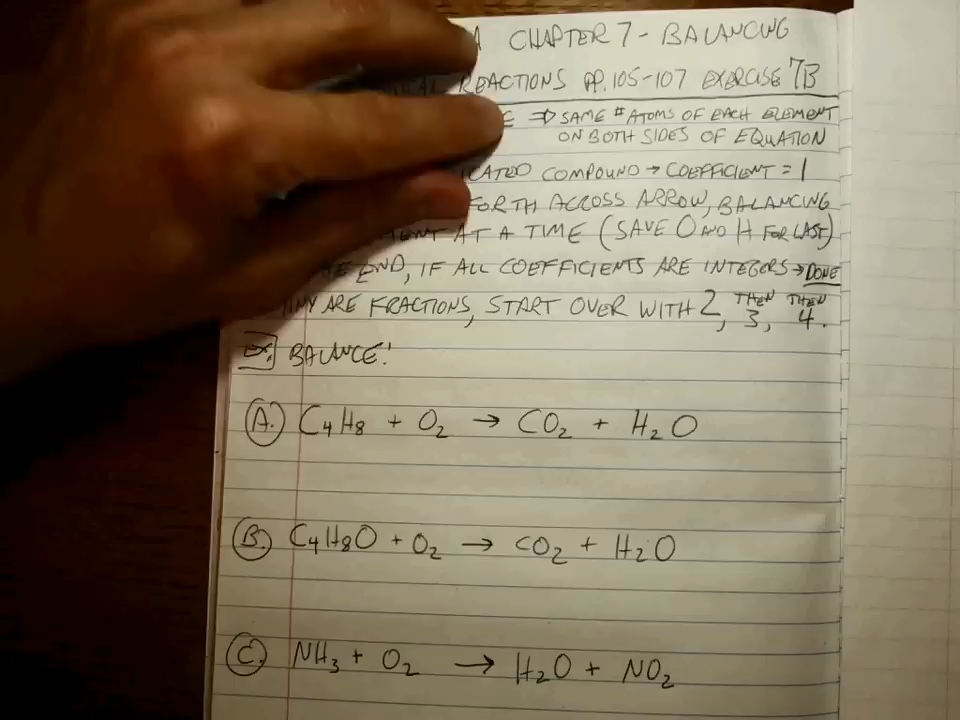 A CHAPTER 7 - BALANCING
REACTIONS PP. 105-107 EXERCISE 7B
⇒ SAME # ATOMS OF EACH ELEMENT
ON BOTH SIDES OF EQUATION
COMPOUND → COEFFICIENT = 1
ACROSS ARROW, BALANCING
AT A TIME (SAVE O AND H FOR LAST)
END, IF ALL COEFFICIENTS ARE INTEGERS → DONE
ARE FRACTIONS, START OVER WITH 2, THEN 3, THEN 4.
EX. BALANCE:
A. C₄H₈ + O₂ → CO₂ + H₂O
B. C₄H₈O + O₂ → CO₂ + H₂O
C. NH₃ + O₂ → H₂O + NO₂